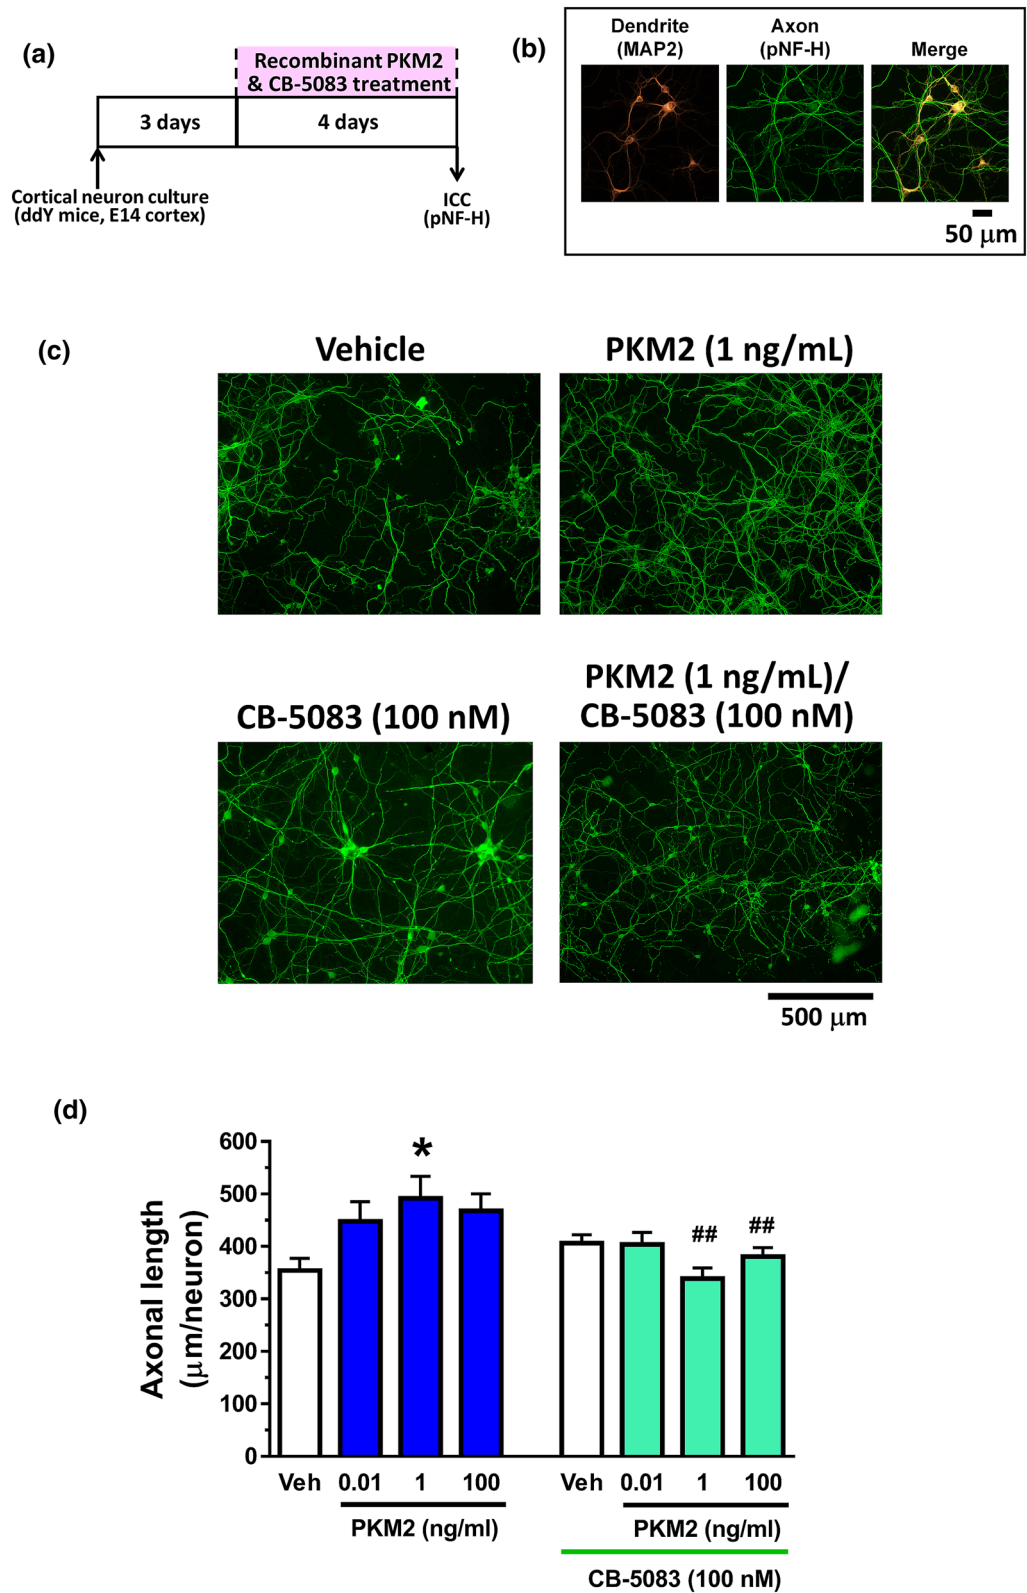 (a)
Recombinant PKM2
& CB-5083 treatment
3 days
4 days
Cortical neuron culture
(ddY mice, E14 cortex)
ICC
(pNF-H)
(b)
Dendrite
(MAP2)
Axon
(pNF-H)
Merge
50 μm
(c)
Vehicle
PKM2 (1 ng/mL)
CB-5083 (100 nM)
PKM2 (1 ng/mL)/
CB-5083 (100 nM)
500 μm
(d)
Axonal length
(μm/neuron)
600
500
400
300
200
100
0
*
##
##
Veh 0.01 1 100 Veh 0.01 1 100
PKM2 (ng/ml) PKM2 (ng/ml)
CB-5083 (100 nM)